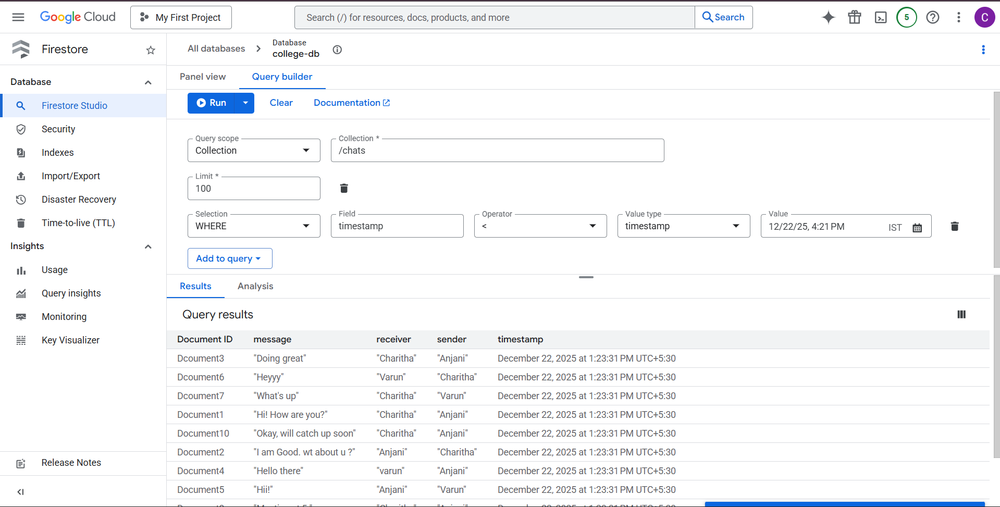 Google Cloud My First Project Search (/) for resources, docs, products, and more Search 5 C
Firestore
All databases
Database
college-db
Panel view Query builder
Run Clear Documentation
Database
Firestore Studio
Security
Indexes
Import/Export
Disaster Recovery
Time-to-live (TTL)
Insights
Usage
Query insights
Monitoring
Key Visualizer
Release Notes
Query scope Collection *
Collection /chats
Limit *
100
Selection Field Operator Value type Value
WHERE timestamp < timestamp 12/22/25, 4:21 PM IST
Add to query
Results Analysis
Query results
Document ID message receiver sender timestamp
Dcoument3 "Doing great" "Charitha" "Anjani" December 22, 2025 at 1:23:31 PM UTC+5:30
Dcoument6 "Heyyy" "Varun" "Charitha" December 22, 2025 at 1:23:31 PM UTC+5:30
Dcoument7 "What's up" "Charitha" "Varun" December 22, 2025 at 1:23:31 PM UTC+5:30
Document1 "Hi! How are you?" "Charitha" "Anjani" December 22, 2025 at 1:23:31 PM UTC+5:30
Document10 "Okay, will catch up soon" "Charitha" "Anjani" December 22, 2025 at 1:23:31 PM UTC+5:30
Document2 "I am Good. wt about u ?" "Anjani" "Charitha" December 22, 2025 at 1:23:31 PM UTC+5:30
Document4 "Hello there" "varun" "Anjani" December 22, 2025 at 1:23:31 PM UTC+5:30
Document5 "Hii!" "Anjani" "Varun" December 22, 2025 at 1:23:31 PM UTC+5:30